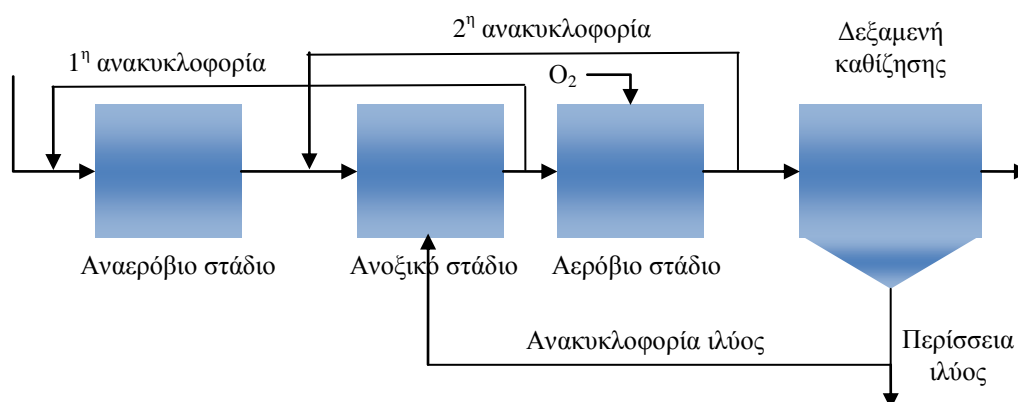 2η ανακυκλοφορία
Δεξαμενή
καθίζησης
1η ανακυκλοφορία
O2
Αναερόβιο στάδιο
Ανοξικό στάδιο
Αερόβιο στάδιο
Ανακυκλοφορία ιλύος
Περίσσεια
ιλύος